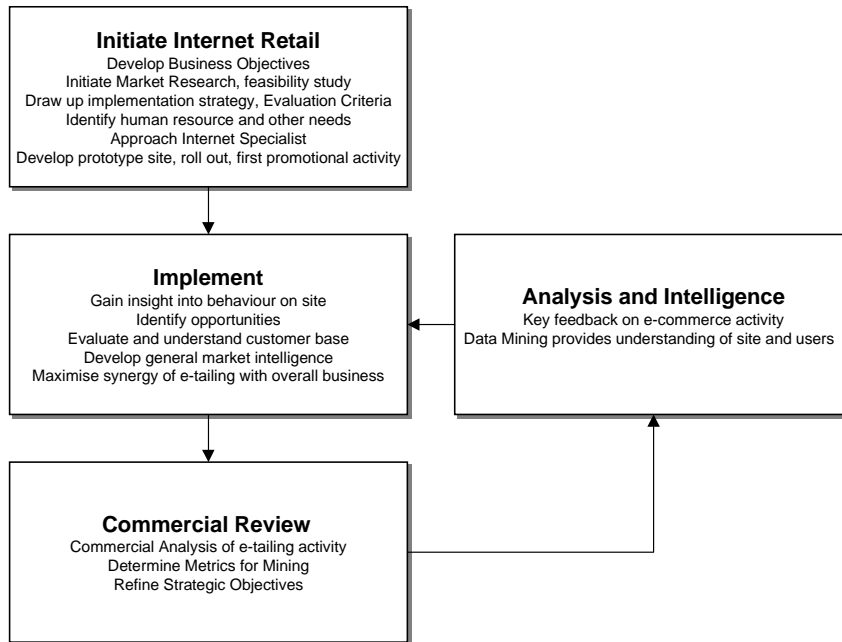 Initiate Internet Retail
Develop Business Objectives
Initiate Market Research, feasibility study
Draw up implementation strategy, Evaluation Criteria
Identify human resource and other needs
Approach Internet Specialist
Develop prototype site, roll out, first promotional activity
Implement
Gain insight into behaviour on site
Identify opportunities
Evaluate and understand customer base
Develop general market intelligence
Maximise synergy of e-tailing with overall business
Analysis and Intelligence
Key feedback on e-commerce activity
Data Mining provides understanding of site and users
Commercial Review
Commercial Analysis of e-tailing activity
Determine Metrics for Mining
Refine Strategic Objectives